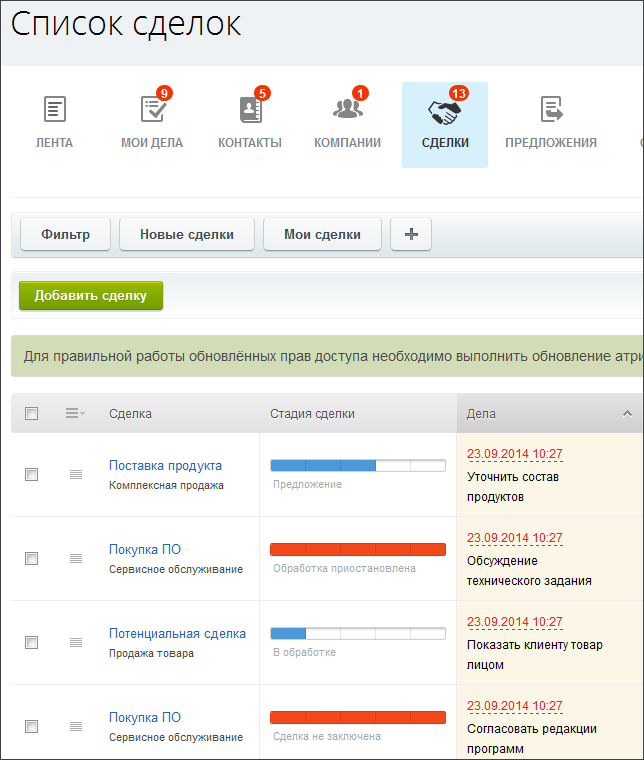 Список сделок
9 5 1 13
ЛЕНТА МОИ ДЕЛА КОНТАКТЫ КОМПАНИИ СДЕЛКИ ПРЕДЛОЖЕНИЯ
Фильтр Новые сделки Мои сделки
Добавить сделку
Для правильной работы обновлённых прав доступа необходимо выполнить обновление атри
Сделка Стадия сделки Дела
Поставка продукта
Комплексная продажа
Предложение
23.09.2014 10:27
Уточнить состав
продуктов
Покупка ПО
Сервисное обслуживание
Обработка приостановлена
23.09.2014 10:27
Обсуждение
технического задания
Потенциальная сделка
Продажа товара
В обработке
23.09.2014 10:27
Показать клиенту товар
лицом
Покупка ПО
Сервисное обслуживание
Сделка не заключена
23.09.2014 10:27
Согласовать редакции
программ